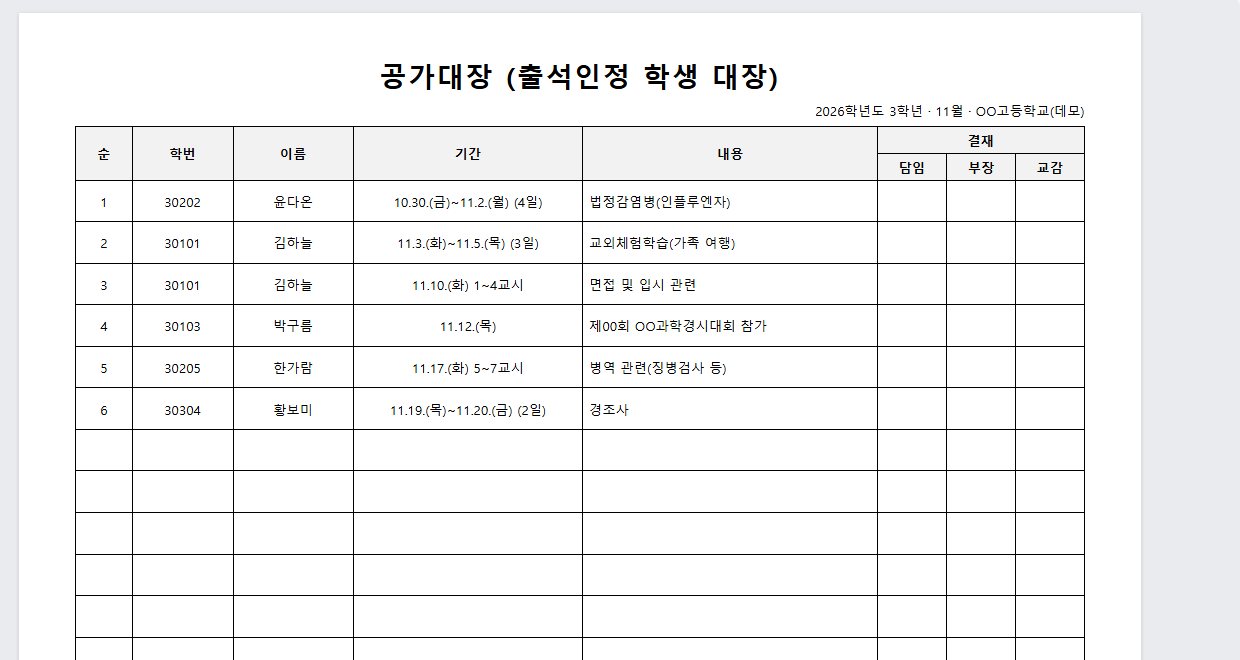 공가대장 (출석인정 학생 대장)
2026학년도 3학년 · 11월 · OO고등학교(데모)
순 학번 이름 기간 내용 결재
담임 부장 교감
1 30202 윤다온 10.30.(금)~11.2.(월) (4일) 법정감염병(인플루엔자)
2 30101 김하늘 11.3.(화)~11.5.(목) (3일) 교외체험학습(가족 여행)
3 30101 김하늘 11.10.(화) 1~4교시 면접 및 입시 관련
4 30103 박구름 11.12.(목) 제00회 OO과학경시대회 참가
5 30205 한가람 11.17.(화) 5~7교시 병역 관련(징병검사 등)
6 30304 황보미 11.19.(목)~11.20.(금) (2일) 경조사